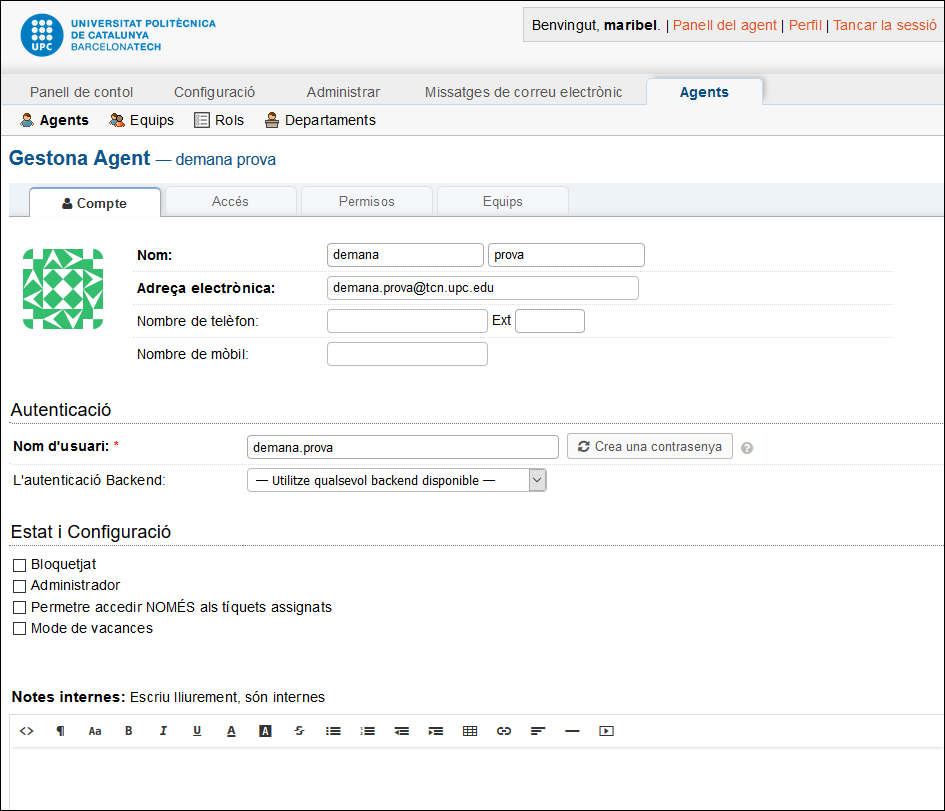 UNIVERSITAT POLITÈCNICA
DE CATALUNYA
BARCELONATECH
UPC
Benvingut, maribel. | Panell del agent | Perfil | Tancar la sessió
Panell de contol Configuració Administrar Missatges de correu electrònic Agents
Agents Equips Rols Departaments
Gestona Agent — demana prova
Compte Accés Permisos Equips
Nom: demana prova
Adreça electrònica: demana.prova@tcn.upc.edu
Nombre de telèfon: Ext
Nombre de mòbil:
Autenticació
Nom d'usuari: * demana.prova Crea una contrasenya ?
L'autenticació Backend: — Utilitze qualsevol backend disponible —
Estat i Configuració
Bloquetjat
Administrador
Permetre accedir NOMÉS als tíquets assignats
Mode de vacances
Notes internes: Escriu lliurement, són internes
<> ¶ Aa B I U A A S